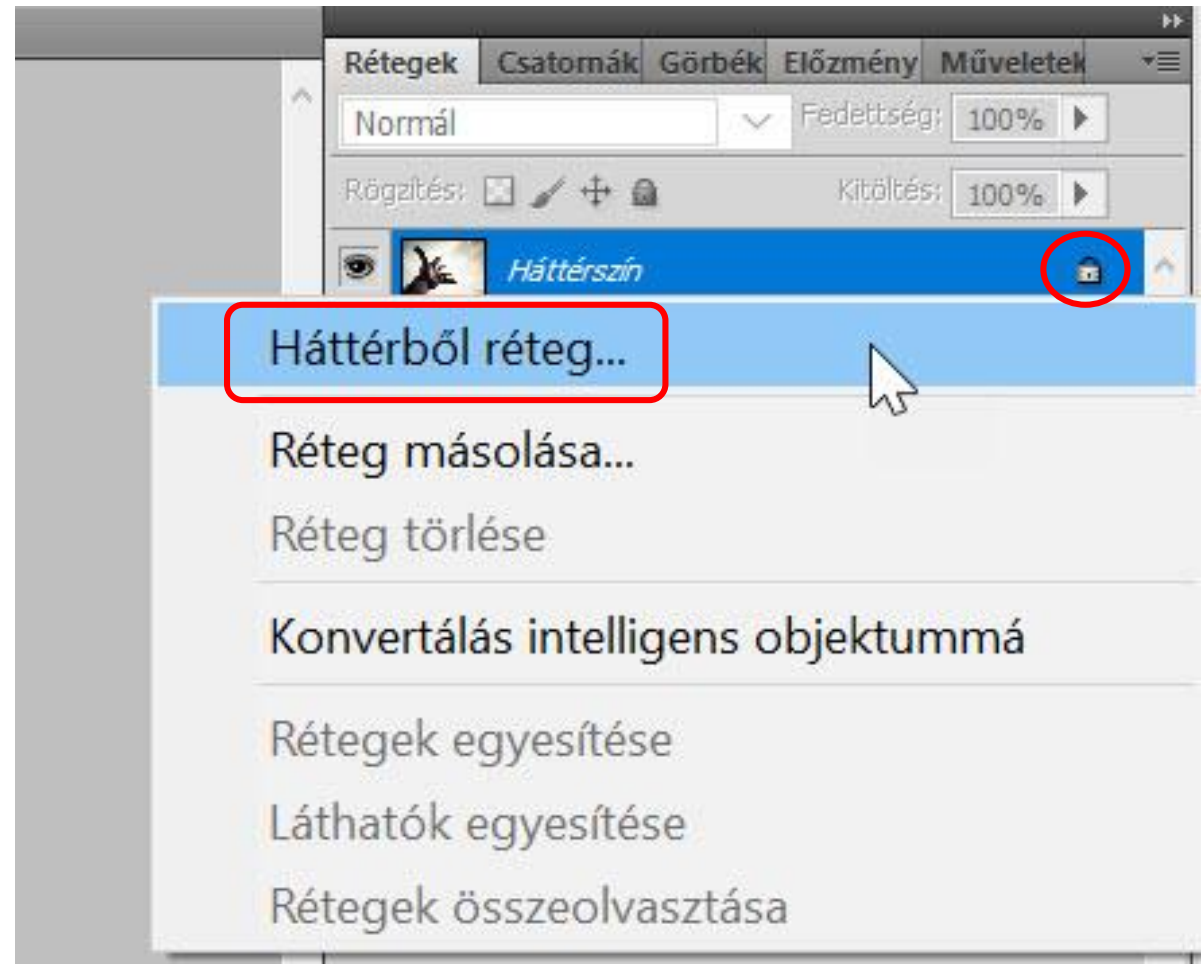 Rétegek Csatornák Görbék Előzmény Műveletek
Normál Fedettség: 100%
Rögzítés: Kitöltés: 100%
Háttérszín
Háttérből réteg...
Réteg másolása...
Réteg törlése
Konvertálás intelligens objektummá
Rétegek egyesítése
Láthatók egyesítése
Rétegek összeolvasztása